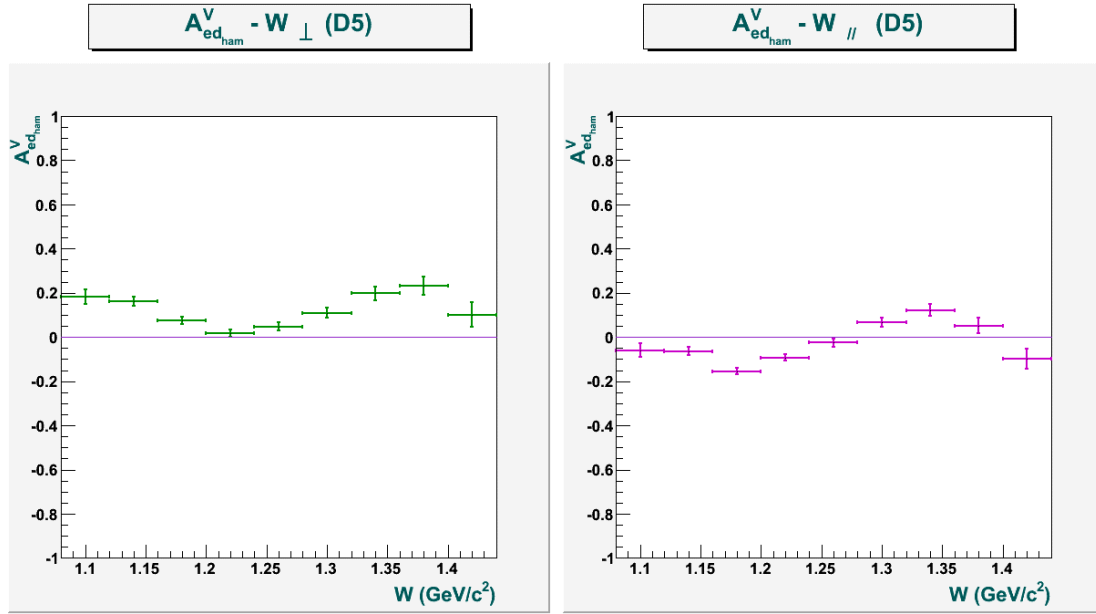 A^V_ed_ham - W ⊥ (D5)
A^V_ed_ham - W // (D5)
A^V_ed_ham
1
0.8
0.6
0.4
0.2
0
-0.2
-0.4
-0.6
-0.8
-1
1.1 1.15 1.2 1.25 1.3 1.35 1.4
W (GeV/c²)
A^V_ed_ham
1
0.8
0.6
0.4
0.2
0
-0.2
-0.4
-0.6
-0.8
-1
1.1 1.15 1.2 1.25 1.3 1.35 1.4
W (GeV/c²)